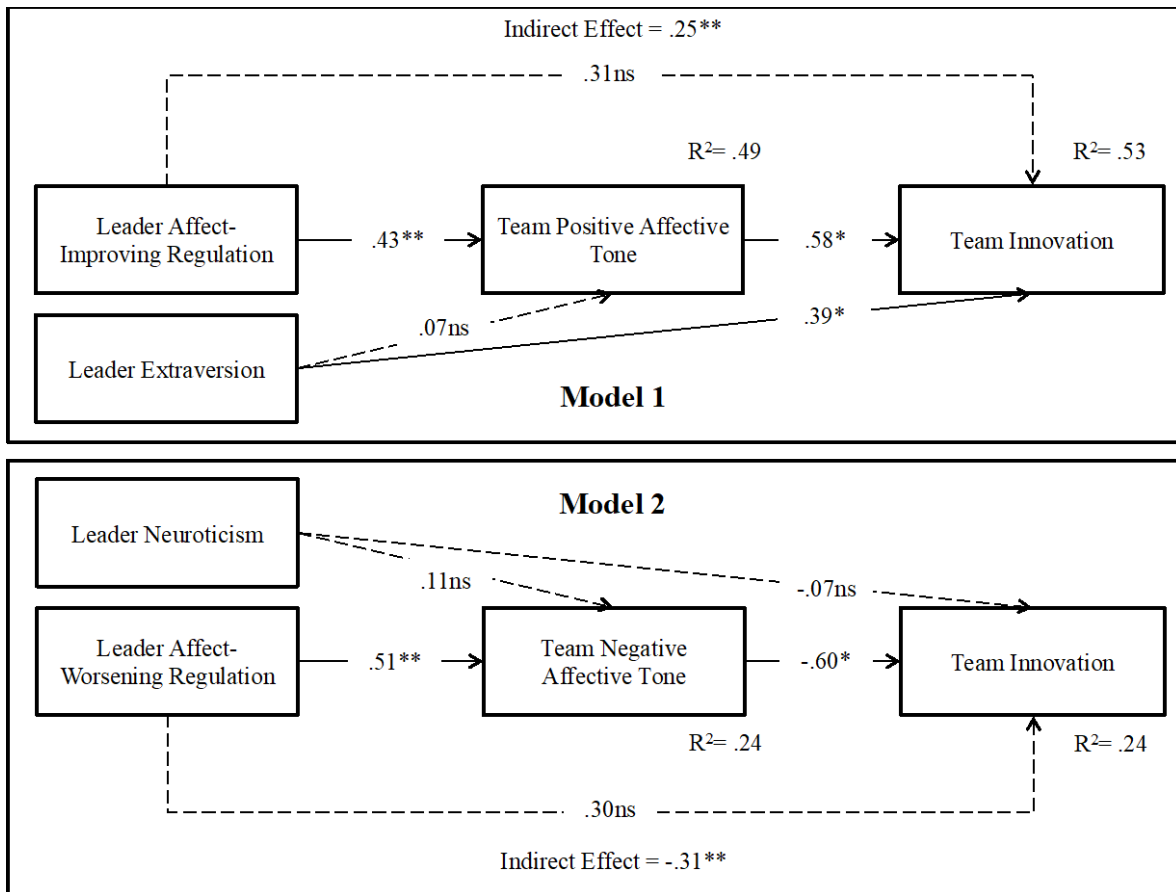 Indirect Effect = .25**
.31ns
R²= .49
R²= .53
Leader Affect-
Improving Regulation
.43**
Team Positive Affective
Tone
.58*
Team Innovation
.07ns
.39*
Leader Extraversion
Model 1
Model 2
Leader Neuroticism
.11ns
-.07ns
Leader Affect-
Worsening Regulation
.51**
Team Negative
Affective Tone
-.60*
Team Innovation
R²= .24
R²= .24
.30ns
Indirect Effect = -.31**